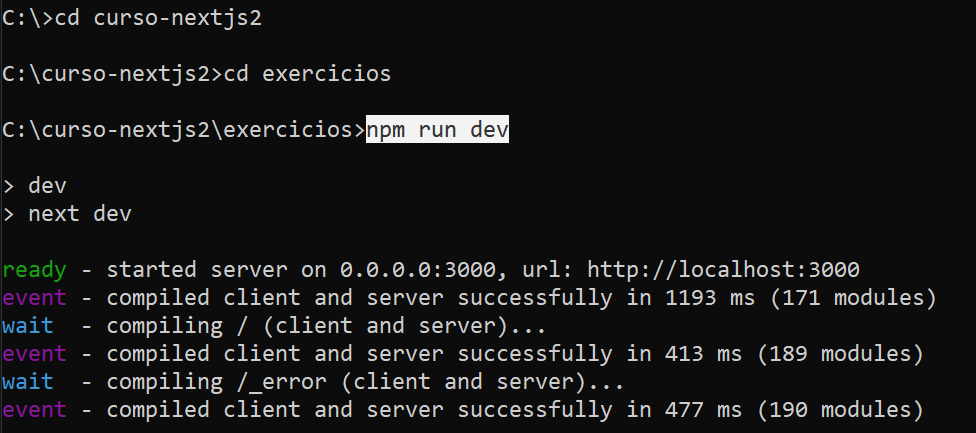 C:\>cd curso-nextjs2
C:\curso-nextjs2>cd exercicios
C:\curso-nextjs2\exercicios>npm run dev
> dev
> next dev
ready - started server on 0.0.0.0:3000, url: http://localhost:3000
event - compiled client and server successfully in 1193 ms (171 modules)
wait  - compiling / (client and server)...
event - compiled client and server successfully in 413 ms (189 modules)
wait  - compiling /_error (client and server)...
event - compiled client and server successfully in 477 ms (190 modules)